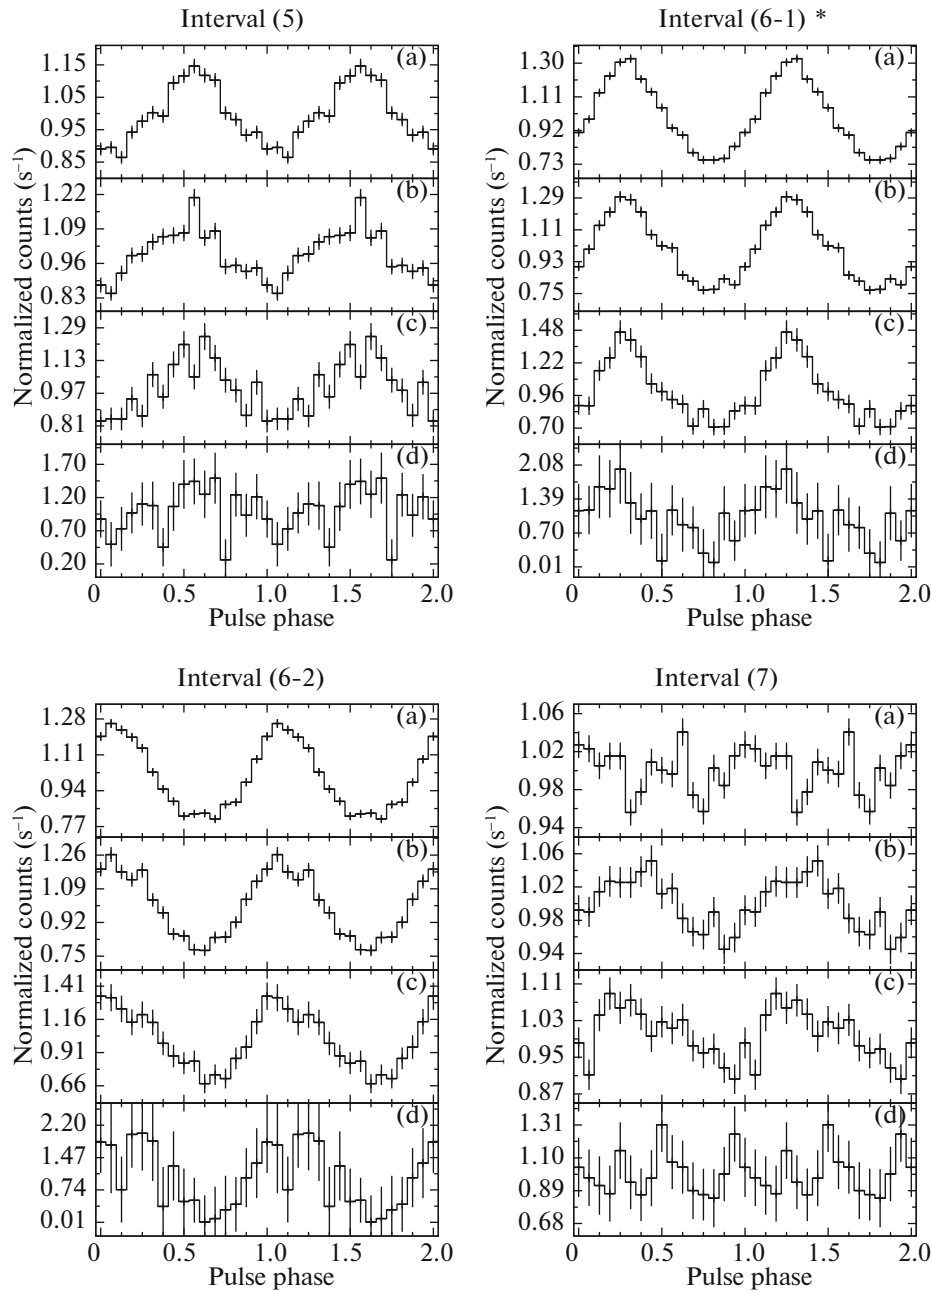 Interval (5)
Normalized counts (s⁻¹)
(a)
1.15
1.05
0.95
0.85
(b)
1.22
1.09
0.96
0.83
(c)
1.29
1.13
0.97
0.81
(d)
1.70
1.20
0.70
0.20
0 0.5 1.0 1.5 2.0
Pulse phase
Interval (6-1) *
Normalized counts (s⁻¹)
(a)
1.30
1.11
0.92
0.73
(b)
1.29
1.11
0.93
0.75
(c)
1.48
1.22
0.96
0.70
(d)
2.08
1.39
0.70
0.01
0 0.5 1.0 1.5 2.0
Pulse phase
Interval (6-2)
Normalized counts (s⁻¹)
(a)
1.28
1.11
0.94
0.77
(b)
1.26
1.09
0.92
0.75
(c)
1.41
1.16
0.91
0.66
(d)
2.20
1.47
0.74
0.01
0 0.5 1.0 1.5 2.0
Pulse phase
Interval (7)
Normalized counts (s⁻¹)
(a)
1.06
1.02
0.98
0.94
(b)
1.06
1.02
0.98
0.94
(c)
1.11
1.03
0.95
0.87
(d)
1.31
1.10
0.89
0.68
0 0.5 1.0 1.5 2.0
Pulse phase